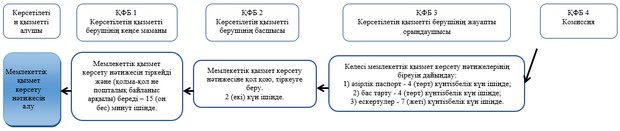 Көрсетілеті
н қызметті
алушы
ҚФБ 1
Көрсетілетін қызметті
берушінің кеңсе маманы
ҚФБ 2
Көрсетілетін қызметті
берушінің басшысы
ҚФБ 3
Көрсетілетін қызметті берушінің жауапты
орындаушысы
ҚФБ 4
Комиссия
Мемлекеттік
қызмет
көрсету
нәтижесін
алу
Мемлекеттік қызмет
көрсету нәтижесін тіркейді
және (қолма-қол не
пошталық байланыс
арқылы) береді – 15 (он
бес) минут ішінде.
Мемлекеттік қызмет көрсету
нәтижесіне қол қою, тіркеуге
беру.
2 (екі) күн ішінде.
Келесі мемлекеттік қызмет көрсету нәтижелерінің
біреуін дайындау:
1) әзірлік паспорт - 4 (төрт) күнтізбелік күн ішінде;
2) бас тарту - 4 (төрт) күнтізбелік күн ішінде;
3) ескертулер - 7 (жеті) күнтізбелік күн ішінде.